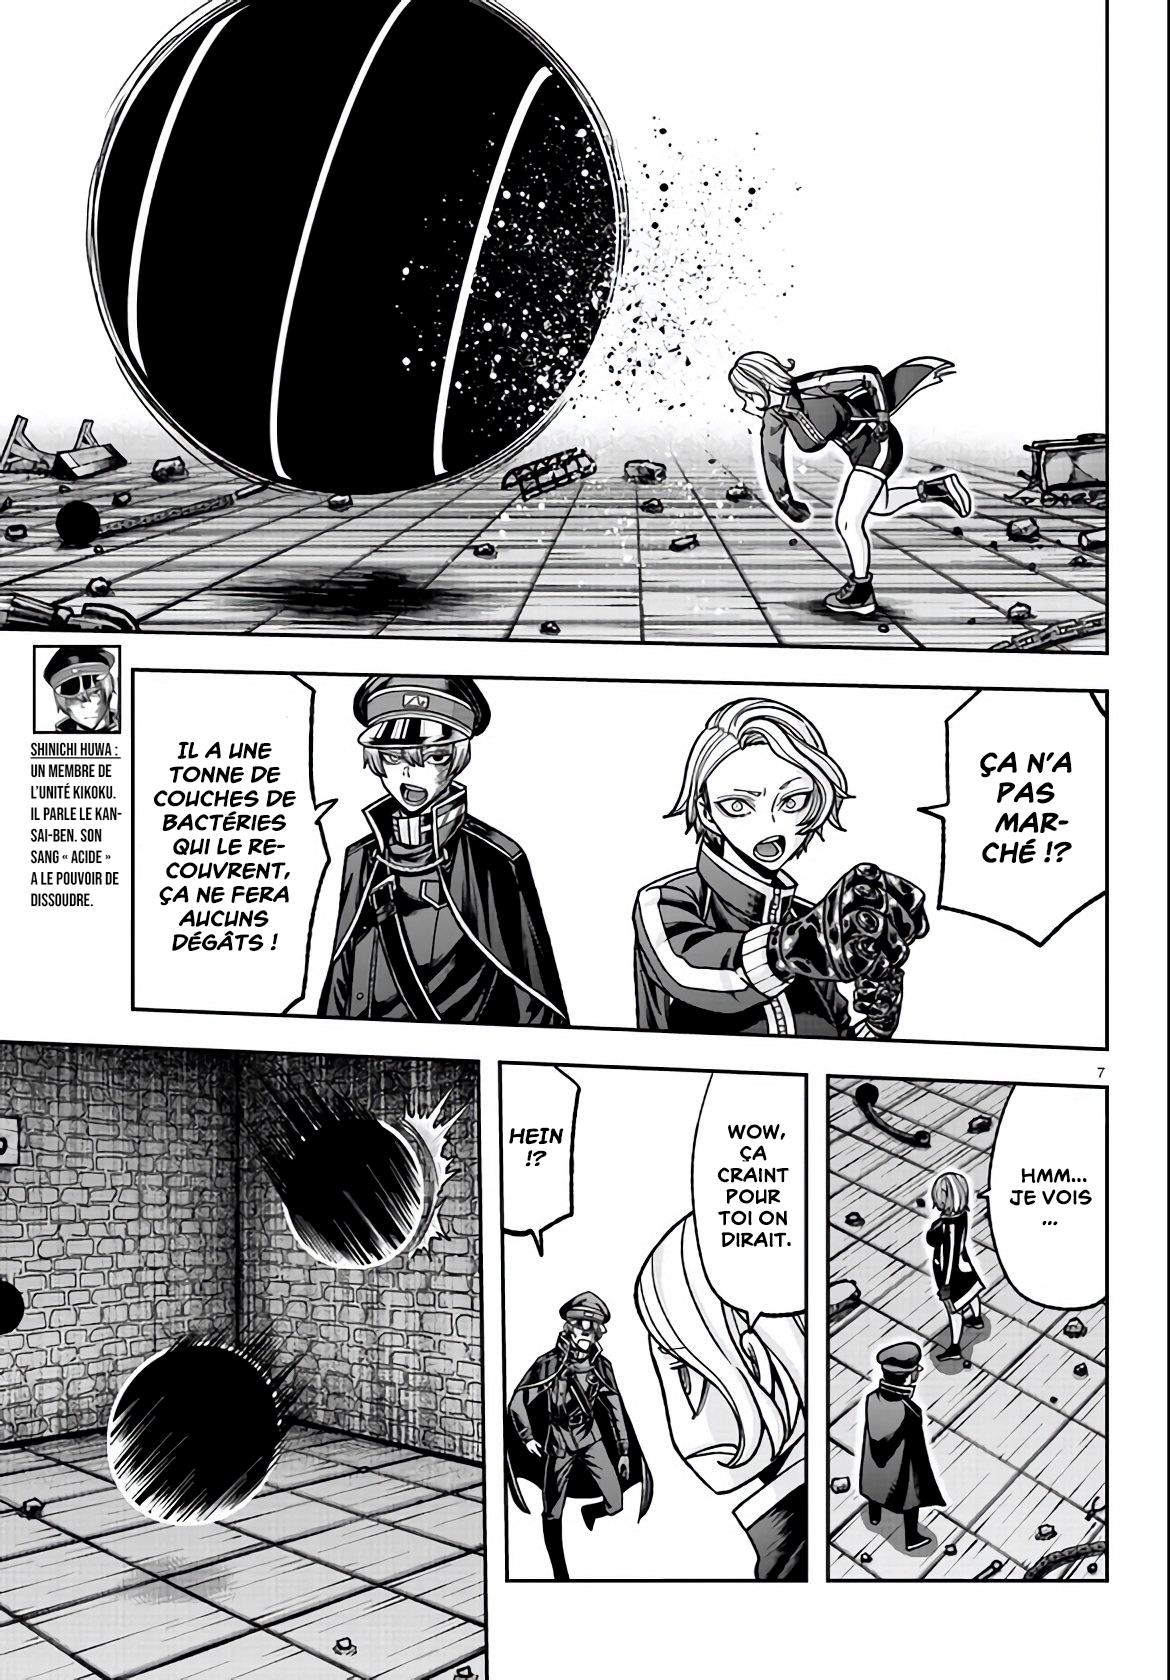 ÇA N'A
PAS
MAR-
CHÉ !?
IL A UNE
TONNE DE
COUCHES DE
BACTÉRIES
QUI LE RE-
COUVRENT,
ÇA NE FERA
AUCUNS
DÉGÂTS !
SHINICHI HUWA :
UN MEMBRE DE
L'UNITÉ KIKOKU.
IL PARLE LE KAN-
SAI-BEN. SON
SANG « ACIDE »
A LE POUVOIR DE
DISSOUDRE.
7
HMM...
JE VOIS
...
WOW,
ÇA
CRAINT
POUR
TOI ON
DIRAIT.
HEIN
!?